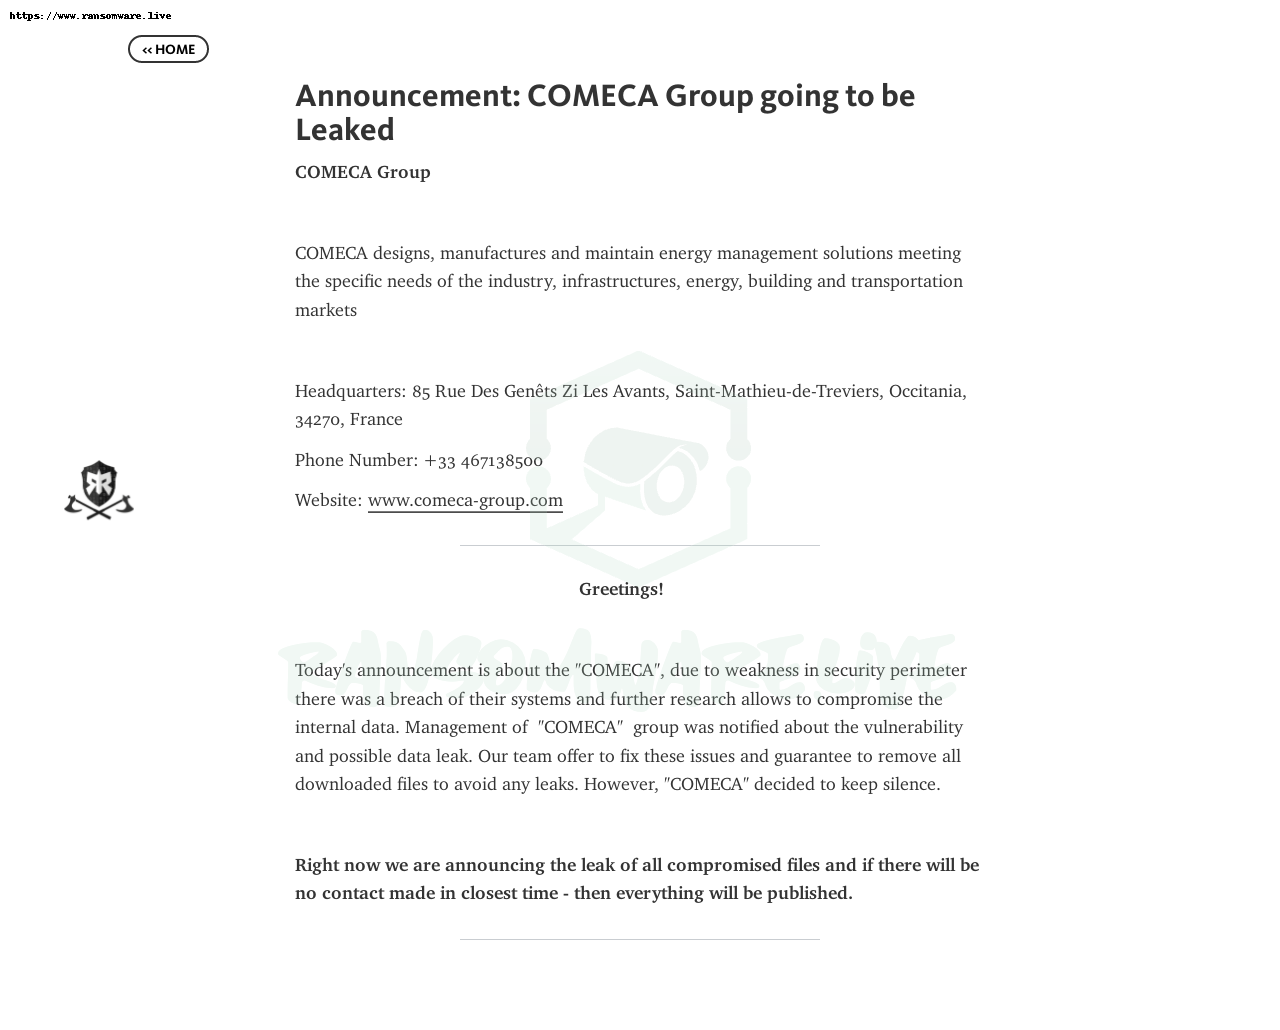 https://www.ransomware.live
<< HOME
Announcement: COMECA Group going to be
Leaked
COMECA Group
COMECA designs, manufactures and maintain energy management solutions meeting
the specific needs of the industry, infrastructures, energy, building and transportation
markets
Headquarters: 85 Rue Des Genêts Zi Les Avants, Saint-Mathieu-de-Treviers, Occitania,
34270, France
Phone Number: +33 467138500
Website: www.comeca-group.com
Greetings!
RANSOMWARE.LIVE
Today's announcement is about the "COMECA", due to weakness in security perimeter
there was a breach of their systems and further research allows to compromise the
internal data. Management of "COMECA" group was notified about the vulnerability
and possible data leak. Our team offer to fix these issues and guarantee to remove all
downloaded files to avoid any leaks. However, "COMECA" decided to keep silence.
Right now we are announcing the leak of all compromised files and if there will be
no contact made in closest time - then everything will be published.